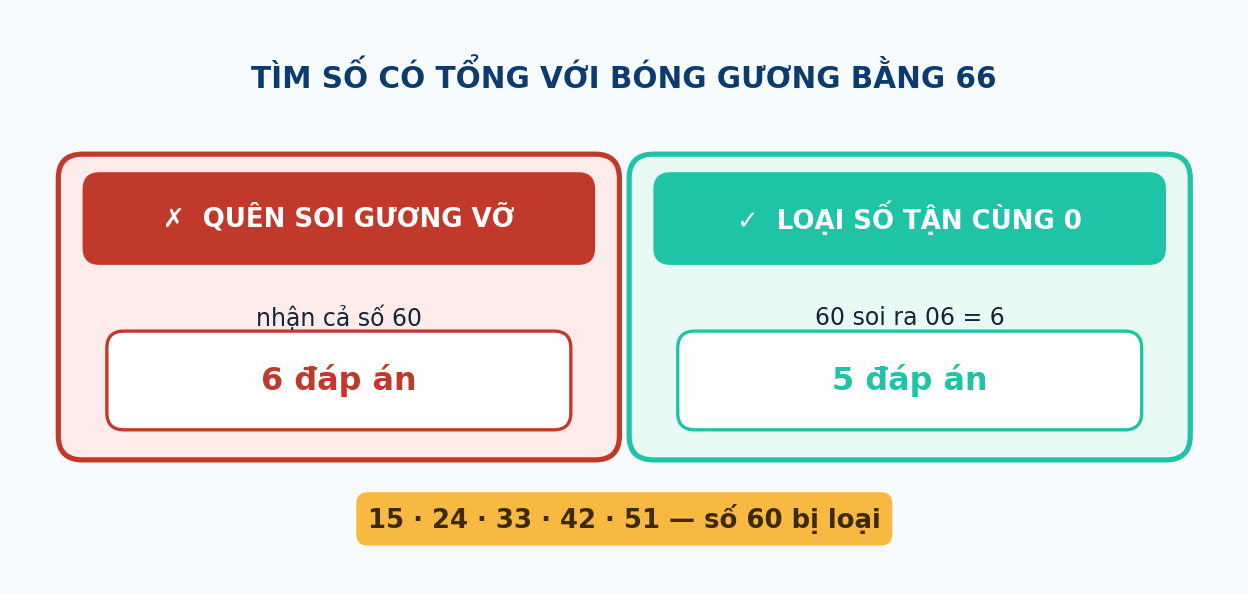 TÌM SỐ CÓ TỔNG VỚI BÓNG GƯƠNG BẰNG 66
✗ QUÊN SOI GƯƠNG VỠ
nhận cả số 60
6 đáp án
✓ LOẠI SỐ TẬN CÙNG 0
60 soi ra 06 = 6
5 đáp án
15 · 24 · 33 · 42 · 51 — số 60 bị loại